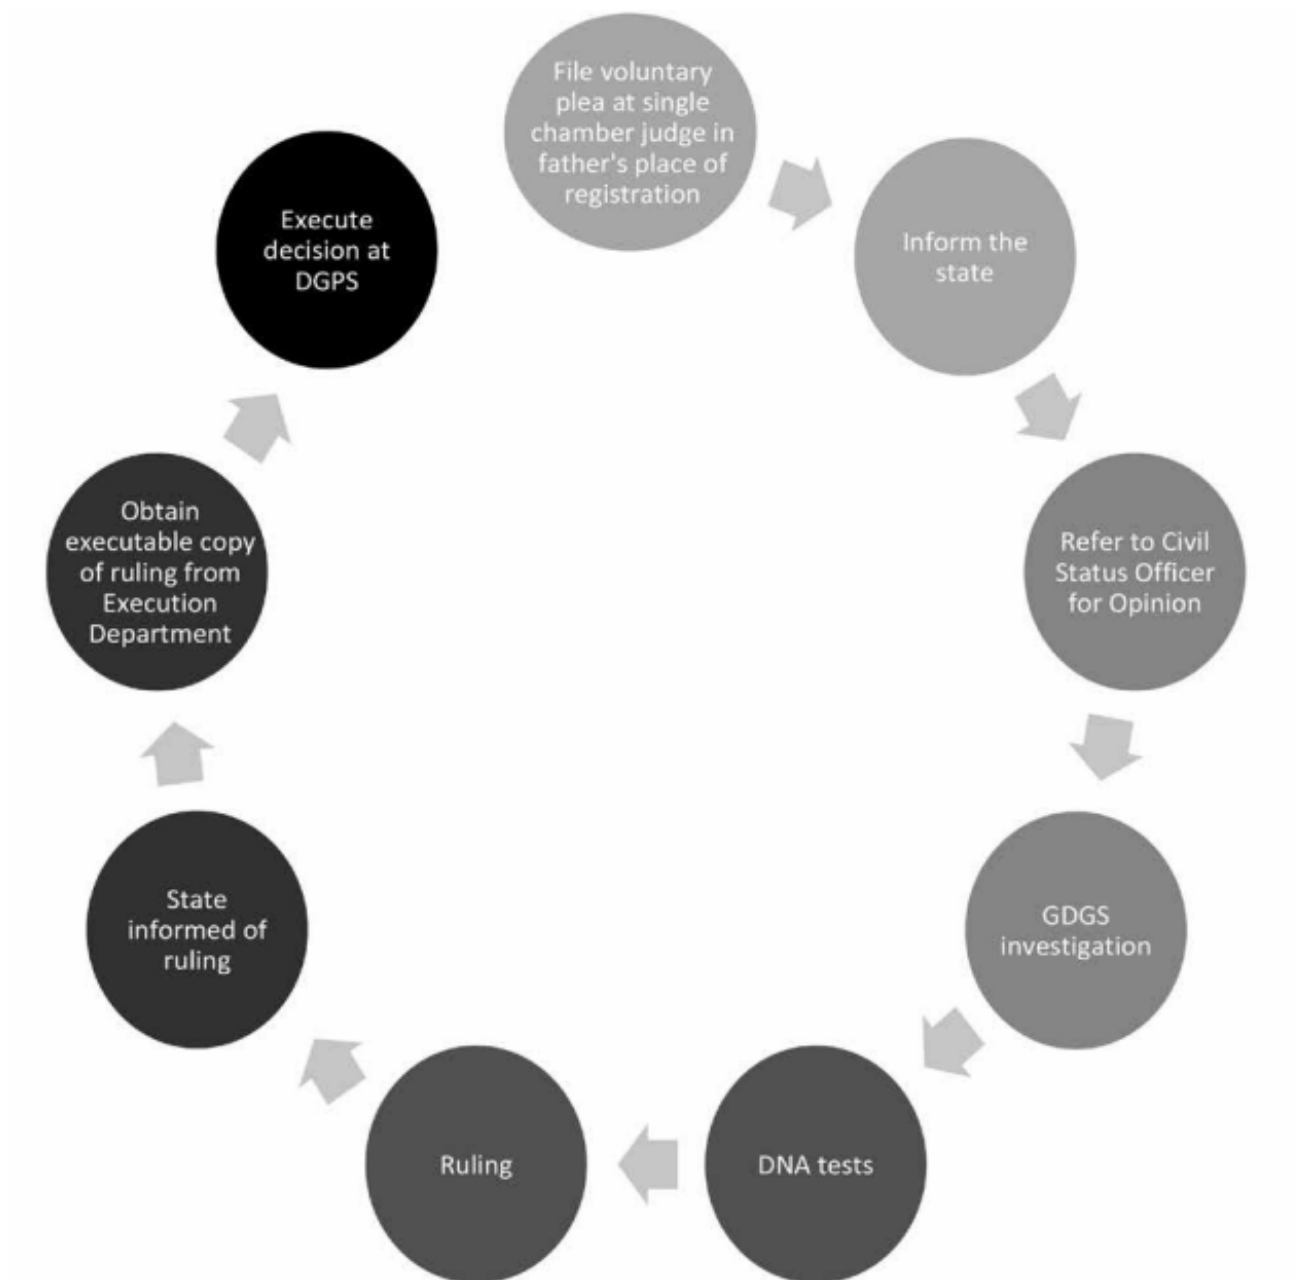 File voluntary
plea at single
chamber judge in
father's place of
registration
Inform the
state
Refer to Civil
Status Officer
for Opinion
GDGS
investigation
DNA tests
Ruling
State
informed of
ruling
Obtain
executable copy
of ruling from
Execution
Department
Execute
decision at
DGPS